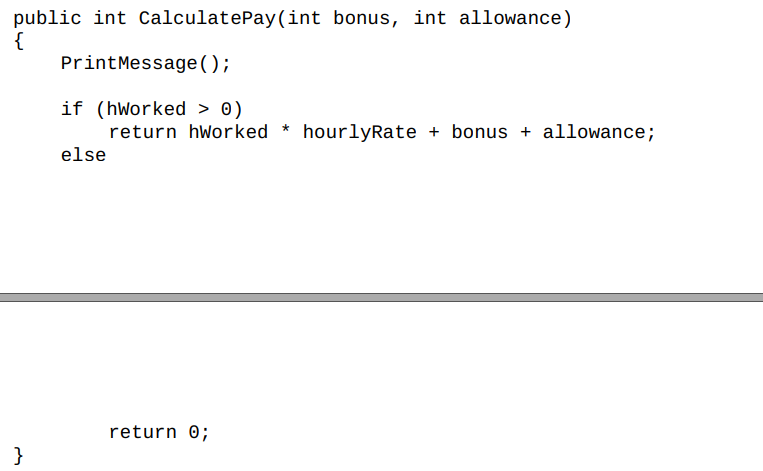 public int CalculatePay(int bonus, int allowance)
{
    PrintMessage();

    if (hWorked > 0)
        return hWorked * hourlyRate + bonus + allowance;
    else
        return 0;
}